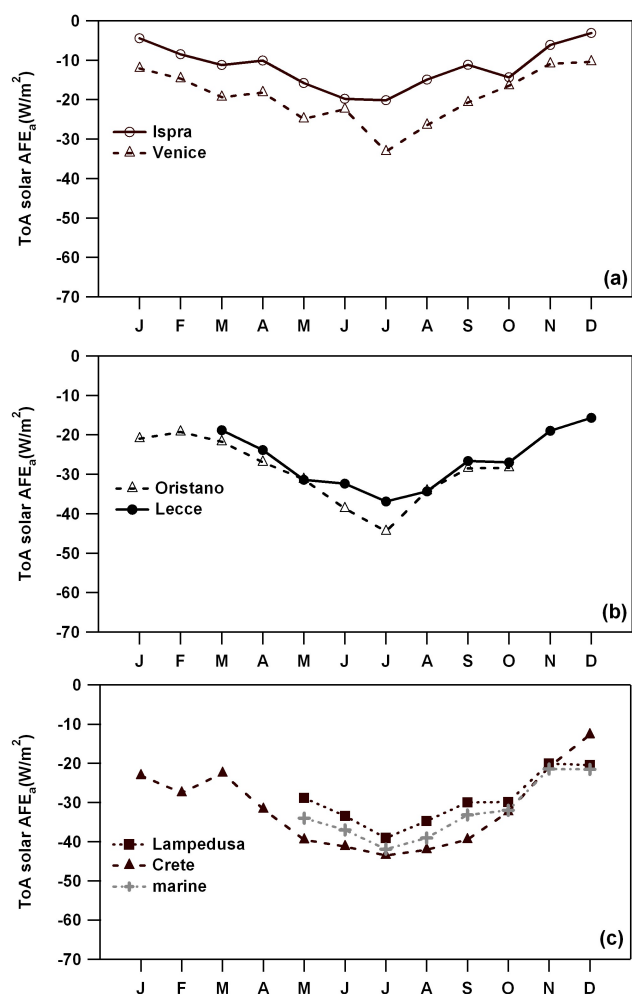 0
-10
-20
-30
-40
-50
-60
-70
ToA solar AFEa(W/m2)
Ispra
Venice
(a)
J F M A M J J A S O N D
0
-10
-20
-30
-40
-50
-60
-70
ToA solar AFEa(W/m2)
Oristano
Lecce
(b)
J F M A M J J A S O N D
0
-10
-20
-30
-40
-50
-60
-70
ToA solar AFEa(W/m2)
Lampedusa
Crete
marine
(c)
J F M A M J J A S O N D